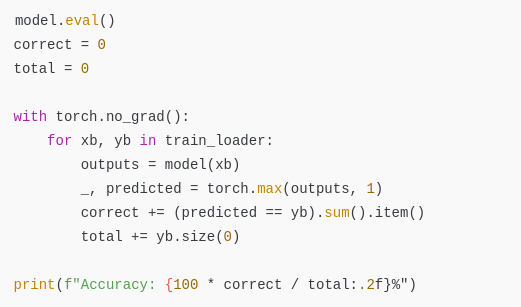 model.eval()
correct = 0
total = 0

with torch.no_grad():
    for xb, yb in train_loader:
        outputs = model(xb)
        _, predicted = torch.max(outputs, 1)
        correct += (predicted == yb).sum().item()
        total += yb.size(0)

print(f"Accuracy: {100 * correct / total:.2f}%")